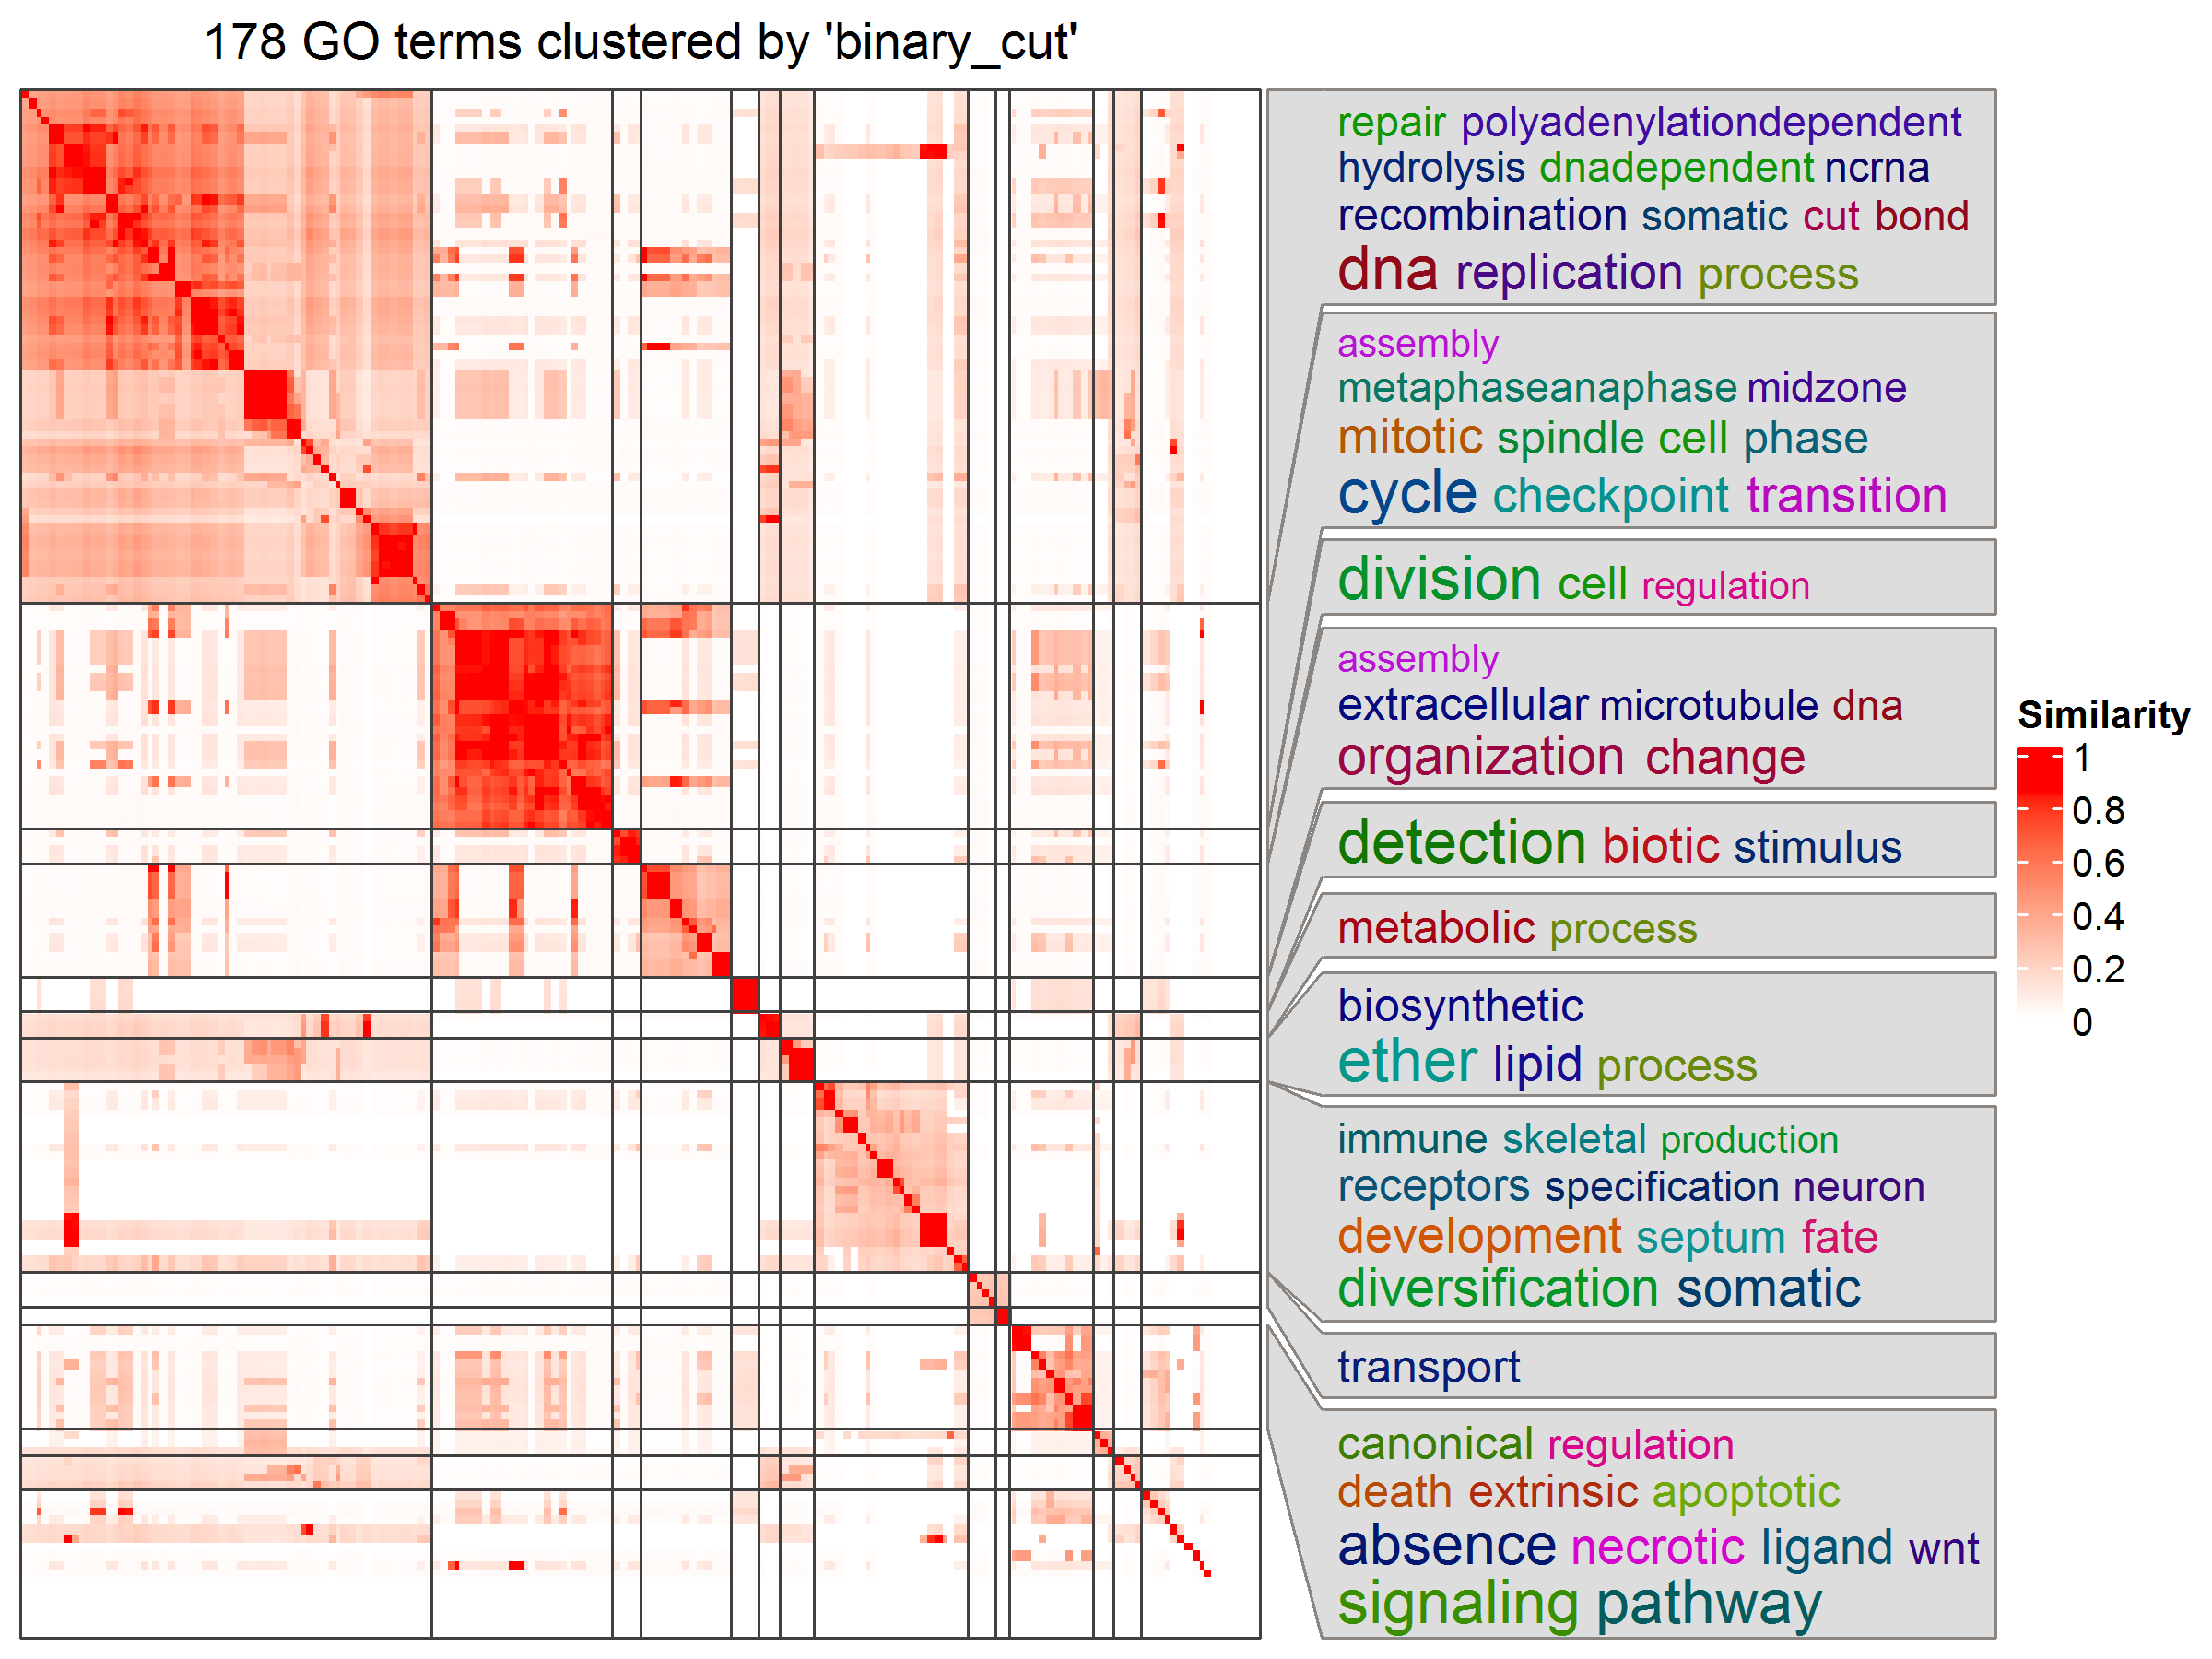 178 GO terms clustered by 'binary_cut'
repair polyadenylationdependent
hydrolysis dnadependent ncrna
recombination somatic cut bond
dna replication process
assembly
metaphaseanaphase midzone
mitotic spindle cell phase
cycle checkpoint transition
division cell regulation
assembly
extracellular microtubule dna
organization change
detection biotic stimulus
metabolic process
biosynthetic
ether lipid process
immune skeletal production
receptors specification neuron
development septum fate
diversification somatic
transport
canonical regulation
death extrinsic apoptotic
absence necrotic ligand wnt
signaling pathway
Similarity
1
0.8
0.6
0.4
0.2
0